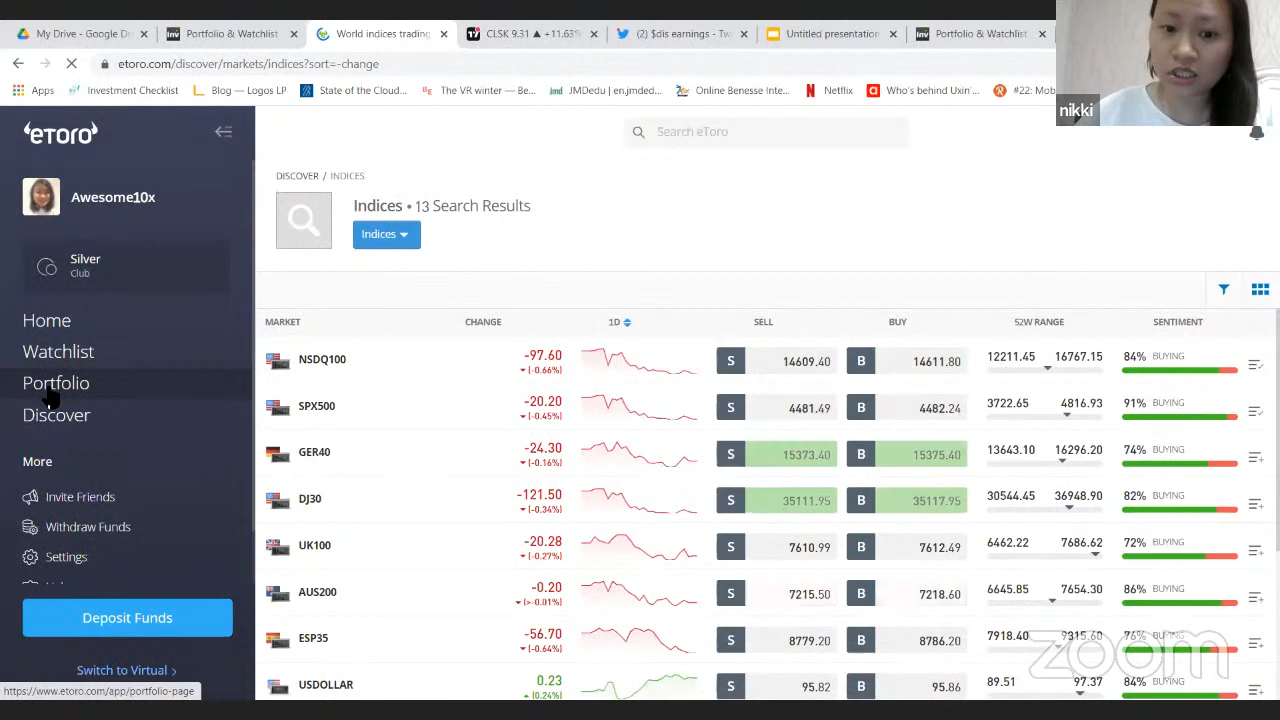 My Drive - Google Dri
Portfolio & Watchlist
World indices trading
CLSK 9.31 ▲ +11.63%
($dis earnings - Twi
Untitled presentation
Portfolio & Watchlist
etoro.com/discover/markets/indices?sort=-change
Apps
Investment Checklist
Blog — Logos LP
State of the Cloud...
The VR winter — Be...
JMDedu | en.jmded...
Online Benesse Inte...
Netflix
Who's behind Uxin'...
#22: Mob
nikki
eToro
Search eToro
Awesome10x
Silver
Club
Home
Watchlist
Portfolio
Discover
More
Invite Friends
Withdraw Funds
Settings
Deposit Funds
Switch to Virtual >
https://www.etoro.com/app/portfolio-page
DISCOVER / INDICES
Indices • 13 Search Results
Indices
MARKET CHANGE 1D SELL BUY 52W RANGE SENTIMENT
NSDQ100 -97.60 (-0.66%) S 14609.40 B 14611.80 12211.45 16767.15 84% BUYING
SPX500 -20.20 (-0.45%) S 4481.49 B 4482.24 3722.65 4816.93 91% BUYING
GER40 -24.30 (-0.16%) S 15373.40 B 15375.40 13643.10 16296.20 74% BUYING
DJ30 -121.50 (-0.34%) S 35111.95 B 35117.95 30544.45 36948.90 82% BUYING
UK100 -20.28 (-0.27%) S 7610.99 B 7612.49 6462.22 7686.62 72% BUYING
AUS200 -0.20 (>-0.01%) S 7215.50 B 7218.60 6645.85 7654.30 86% BUYING
ESP35 -56.70 (-0.64%) S 8779.20 B 8786.20 7918.40 9315.60 76% BUYING
USDOLLAR 0.23 (0.24%) S 95.82 B 95.86 89.51 97.37 84% BUYING
zoom